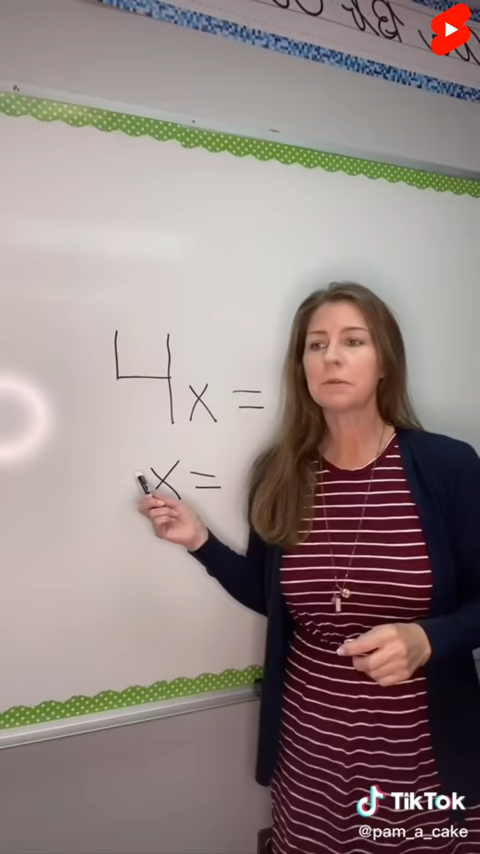 4x =
x =
TikTok
@pam_a_cake